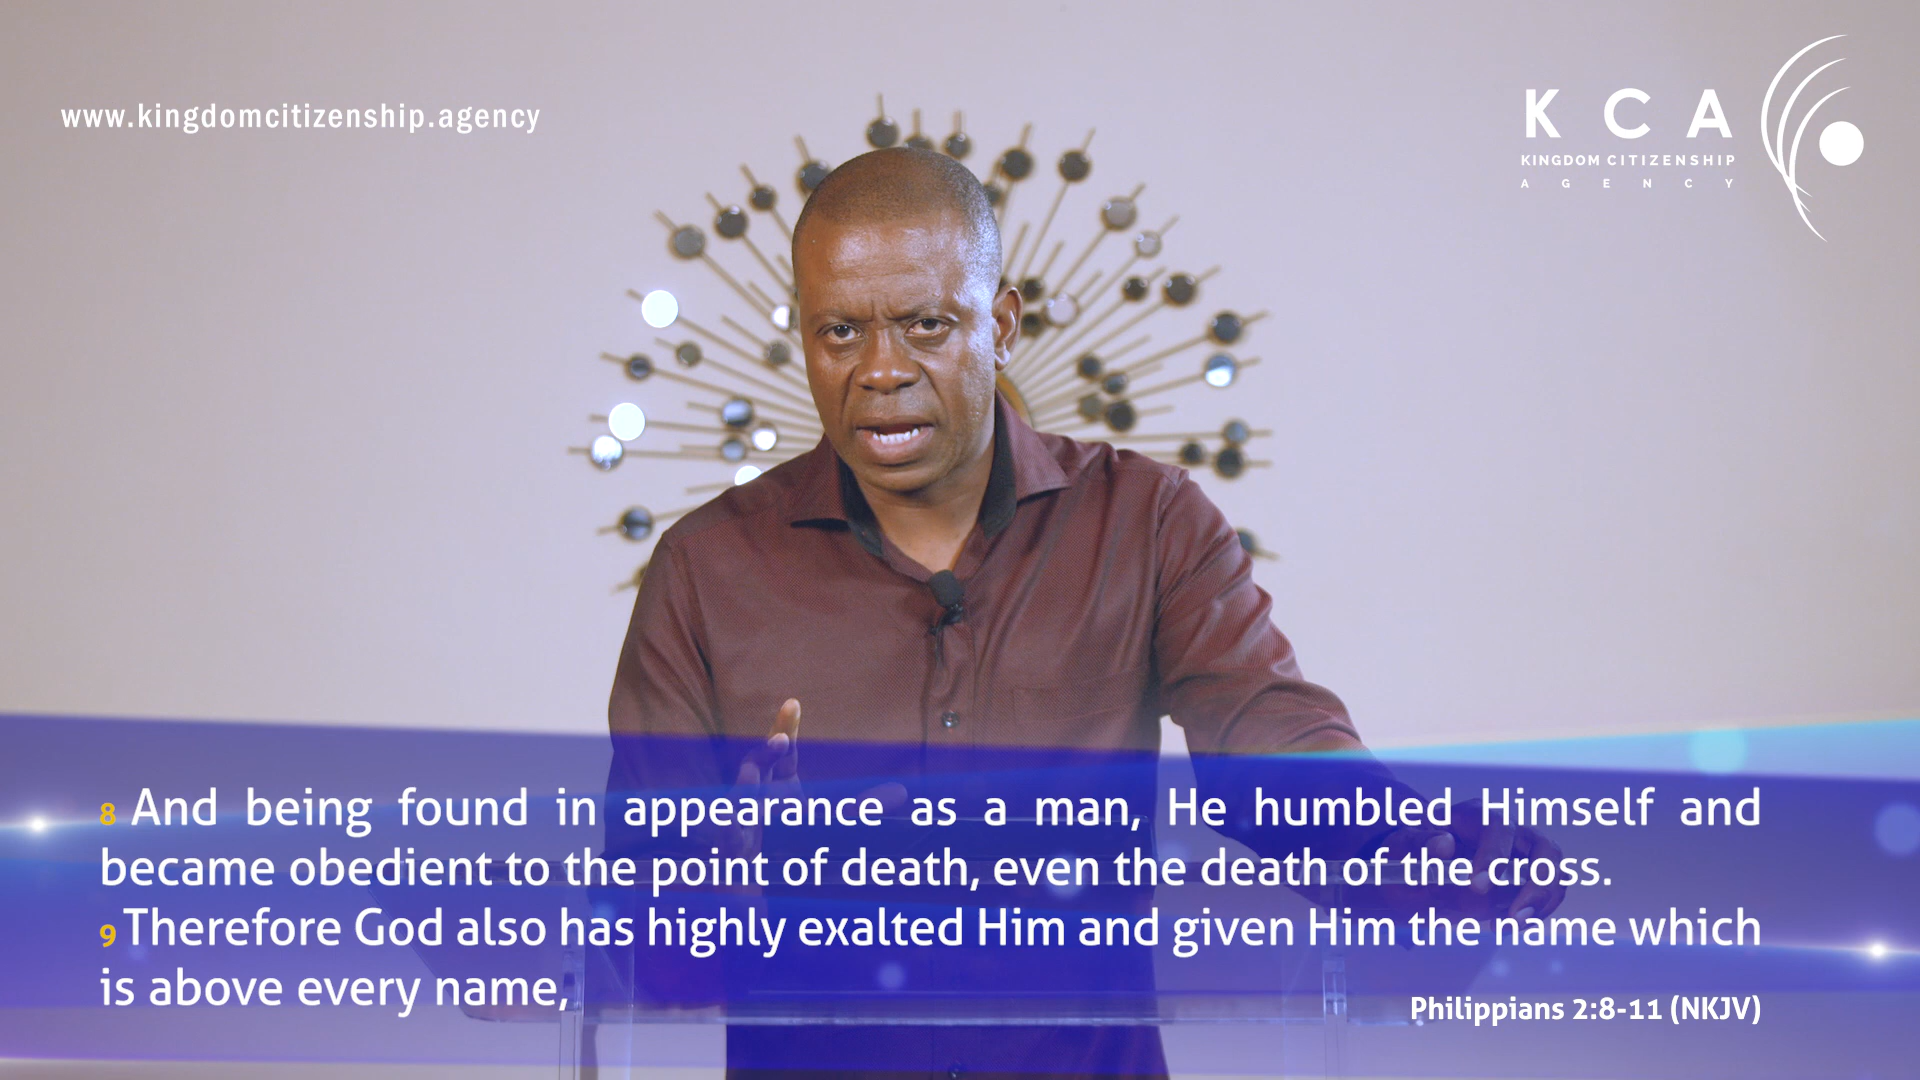 www.kingdomcitizenship.agency
K C A
KINGDOM CITIZENSHIP
A G E N C Y
8 And being found in appearance as a man, He humbled Himself and
became obedient to the point of death, even the death of the cross.
9 Therefore God also has highly exalted Him and given Him the name which
is above every name,
Philippians 2:8-11 (NKJV)